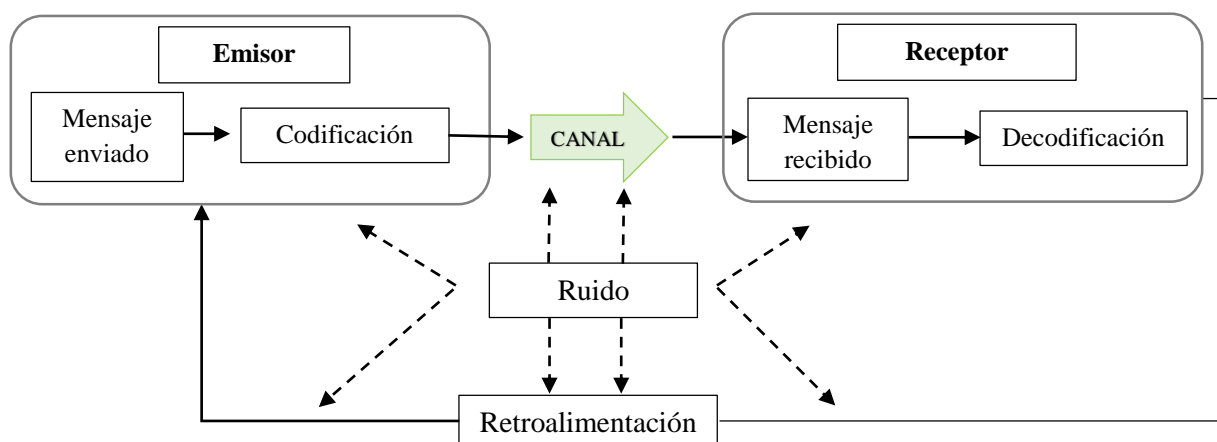 Emisor
Mensaje
enviado
Codificación
CANAL
Receptor
Mensaje
recibido
Decodificación
Ruido
Retroalimentación